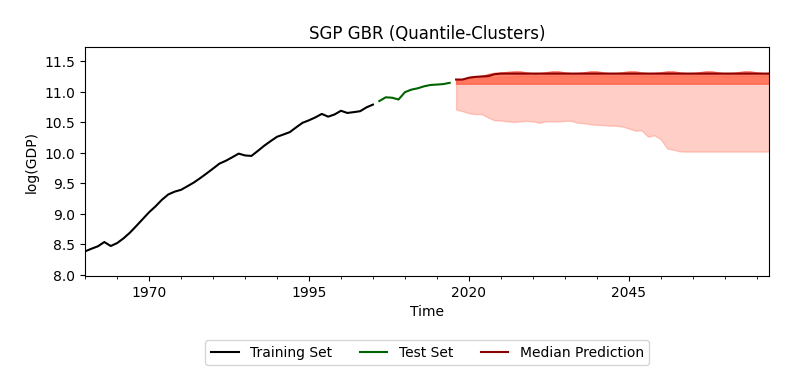 SGP GBR (Quantile-Clusters)
11.5
11.0
10.5
10.0
9.5
9.0
8.5
8.0
log(GDP)
1970 1995 2020 2045
Time
Training Set Test Set Median Prediction